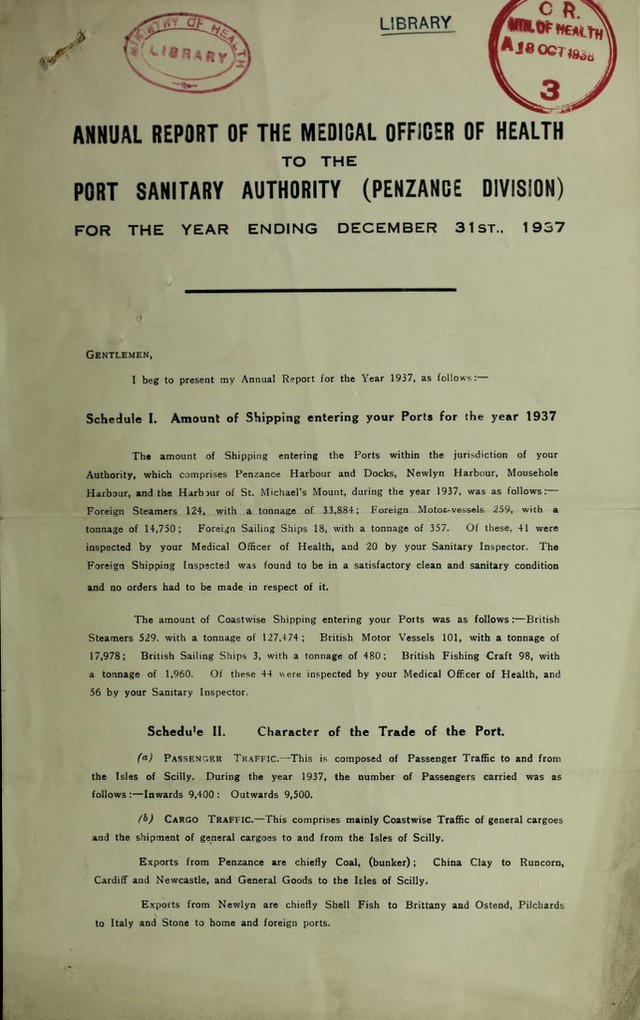 LIBRARY
MINISTRY OF HEALTH
LIBRARY
C R.
MIN. OF HEALTH
A 18 OCT 1938
3
ANNUAL REPORT OF THE MEDICAL OFFICER OF HEALTH
TO THE
PORT SANITARY AUTHORITY (PENZANCE DIVISION)
FOR THE YEAR ENDING DECEMBER 31ST., 1937
GENTLEMEN,
I beg to present my Annual Report for the Year 1937, as follows:—
Schedule I. Amount of Shipping entering your Ports for the year 1937
The amount of Shipping entering the Ports within the jurisdiction of your
Authority, which comprises Penzance Harbour and Docks, Newlyn Harbour, Mousehole
Harbour, and the Harbour of St. Michael's Mount, during the year 1937, was as follows:—
Foreign Steamers 124, with a tonnage of 33,884; Foreign Motor-vessels 259, with a
tonnage of 14,750; Foreign Sailing Ships 18, with a tonnage of 357. Of these, 41 were
inspected by your Medical Officer of Health, and 20 by your Sanitary Inspector. The
Foreign Shipping Inspected was found to be in a satisfactory clean and sanitary condition
and no orders had to be made in respect of it.
The amount of Coastwise Shipping entering your Ports was as follows:—British
Steamers 529. with a tonnage of 127,474; British Motor Vessels 101, with a tonnage of
17,978; British Sailing Ships 3, with a tonnage of 480; British Fishing Craft 98, with
a tonnage of 1,960. Of these 44 were inspected by your Medical Officer of Health, and
56 by your Sanitary Inspector.
Schedule II. Character of the Trade of the Port.
(a) PASSENGER TRAFFIC.—This is composed of Passenger Traffic to and from
the Isles of Scilly. During the year 1937, the number of Passengers carried was as
follows:—Inwards 9,400: Outwards 9,500.
(b) CARGO TRAFFIC.—This comprises mainly Coastwise Traffic of general cargoes
and the shipment of general cargoes to and from the Isles of Scilly.
Exports from Penzance are chiefly Coal, (bunker); China Clay to Runcorn,
Cardiff and Newcastle, and General Goods to the Isles of Scilly.
Exports from Newlyn are chiefly Shell Fish to Brittany and Ostend, Pilchards
to Italy and Stone to home and foreign ports.